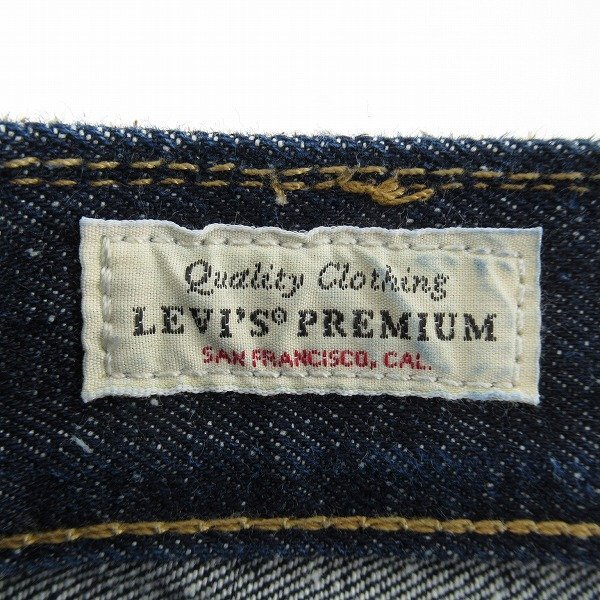 Quality Clothing
LEVI'S® PREMIUM
SAN FRANCISCO, CAL.